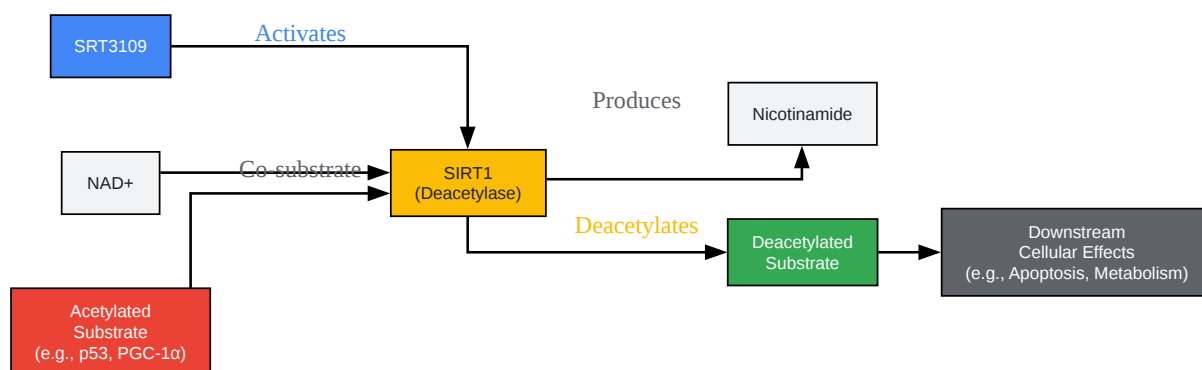 SRT3109
Activates
Produces
Nicotinamide
NAD+
Co-substrate
SIRT1
(Deacetylase)
Deacetylates
Deacetylated
Substrate
Downstream
Cellular Effects
(e.g., Apoptosis, Metabolism)
Acetylated
Substrate
(e.g., p53, PGC-1α)